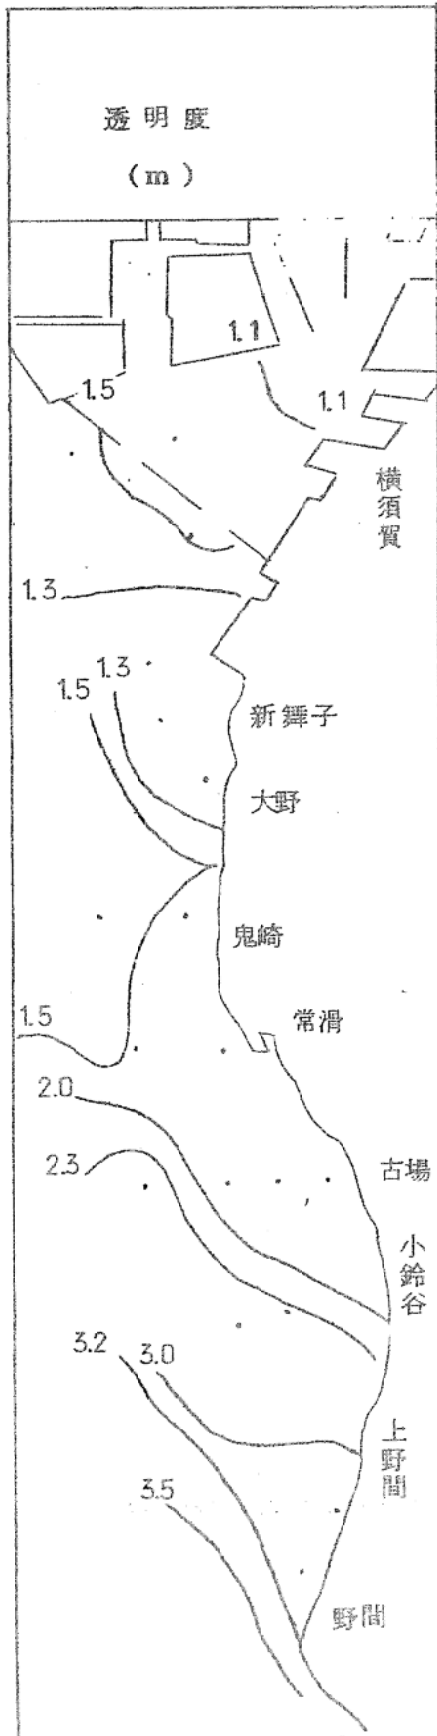 透明度
(m)
1.1
1.5
1.1
横須賀
1.3
1.3
1.5
新舞子
大野
鬼崎
1.5
常滑
2.0
2.3
古場
小鈴谷
3.2
3.0
上野間
3.5
野間